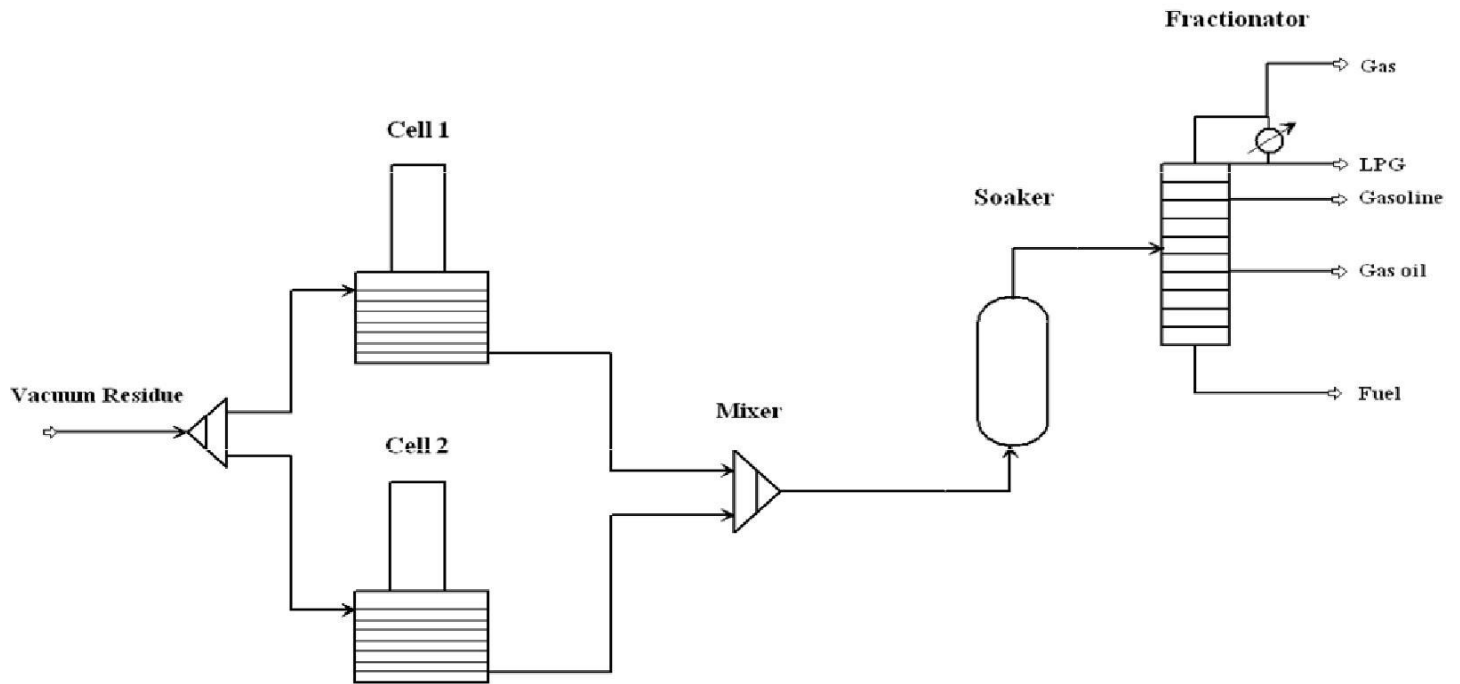 Fractionator
Gas
Cell 1
LPG
Soaker
Gasoline
Gas oil
Vacuum Residue
Fuel
Mixer
Cell 2